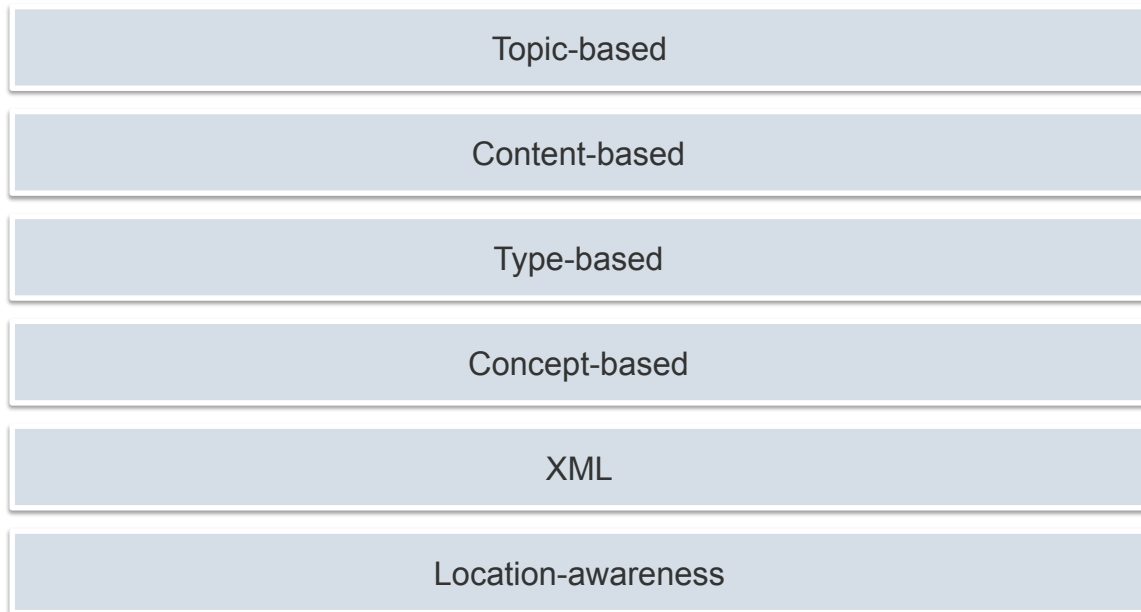 Topic-based
Content-based
Type-based
Concept-based
XML
Location-awareness